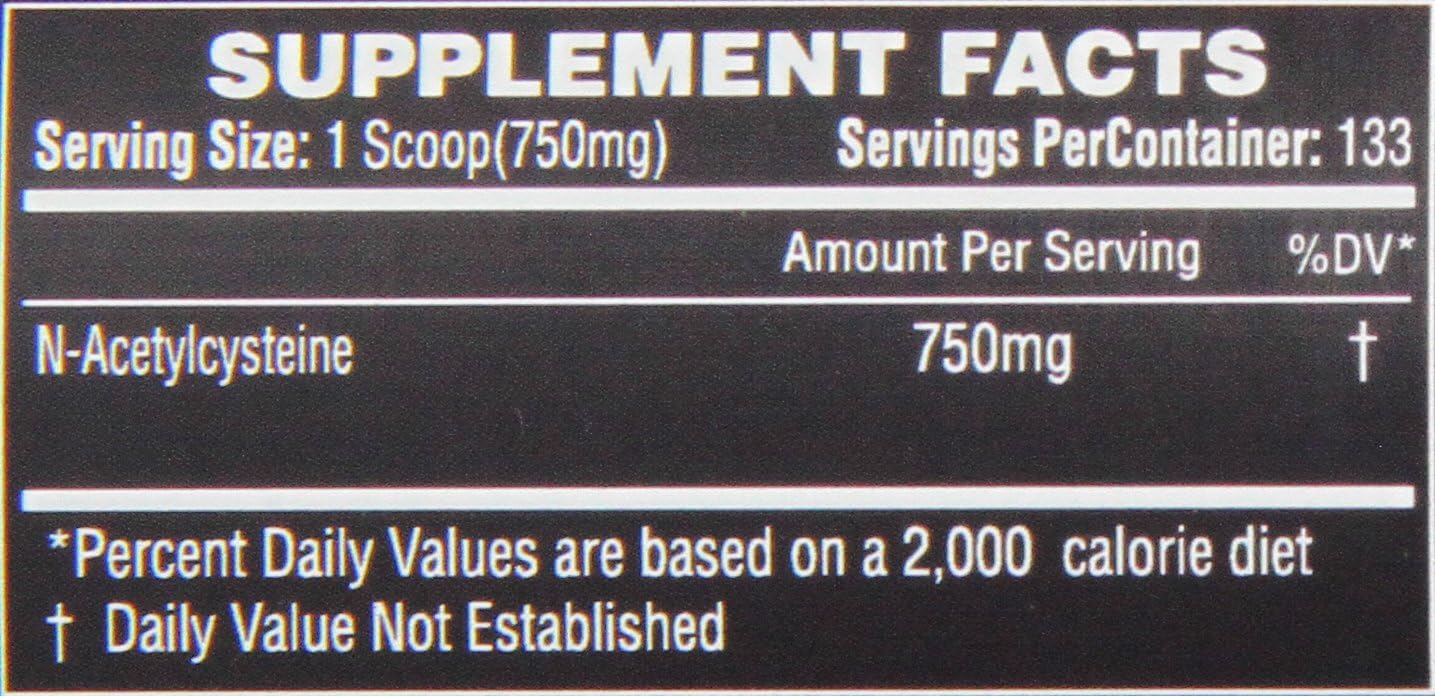 SUPPLEMENT FACTS
Serving Size: 1 Scoop(750mg) Servings PerContainer: 133
Amount Per Serving %DV*
N-Acetylcysteine 750mg †
*Percent Daily Values are based on a 2,000 calorie diet
† Daily Value Not Established